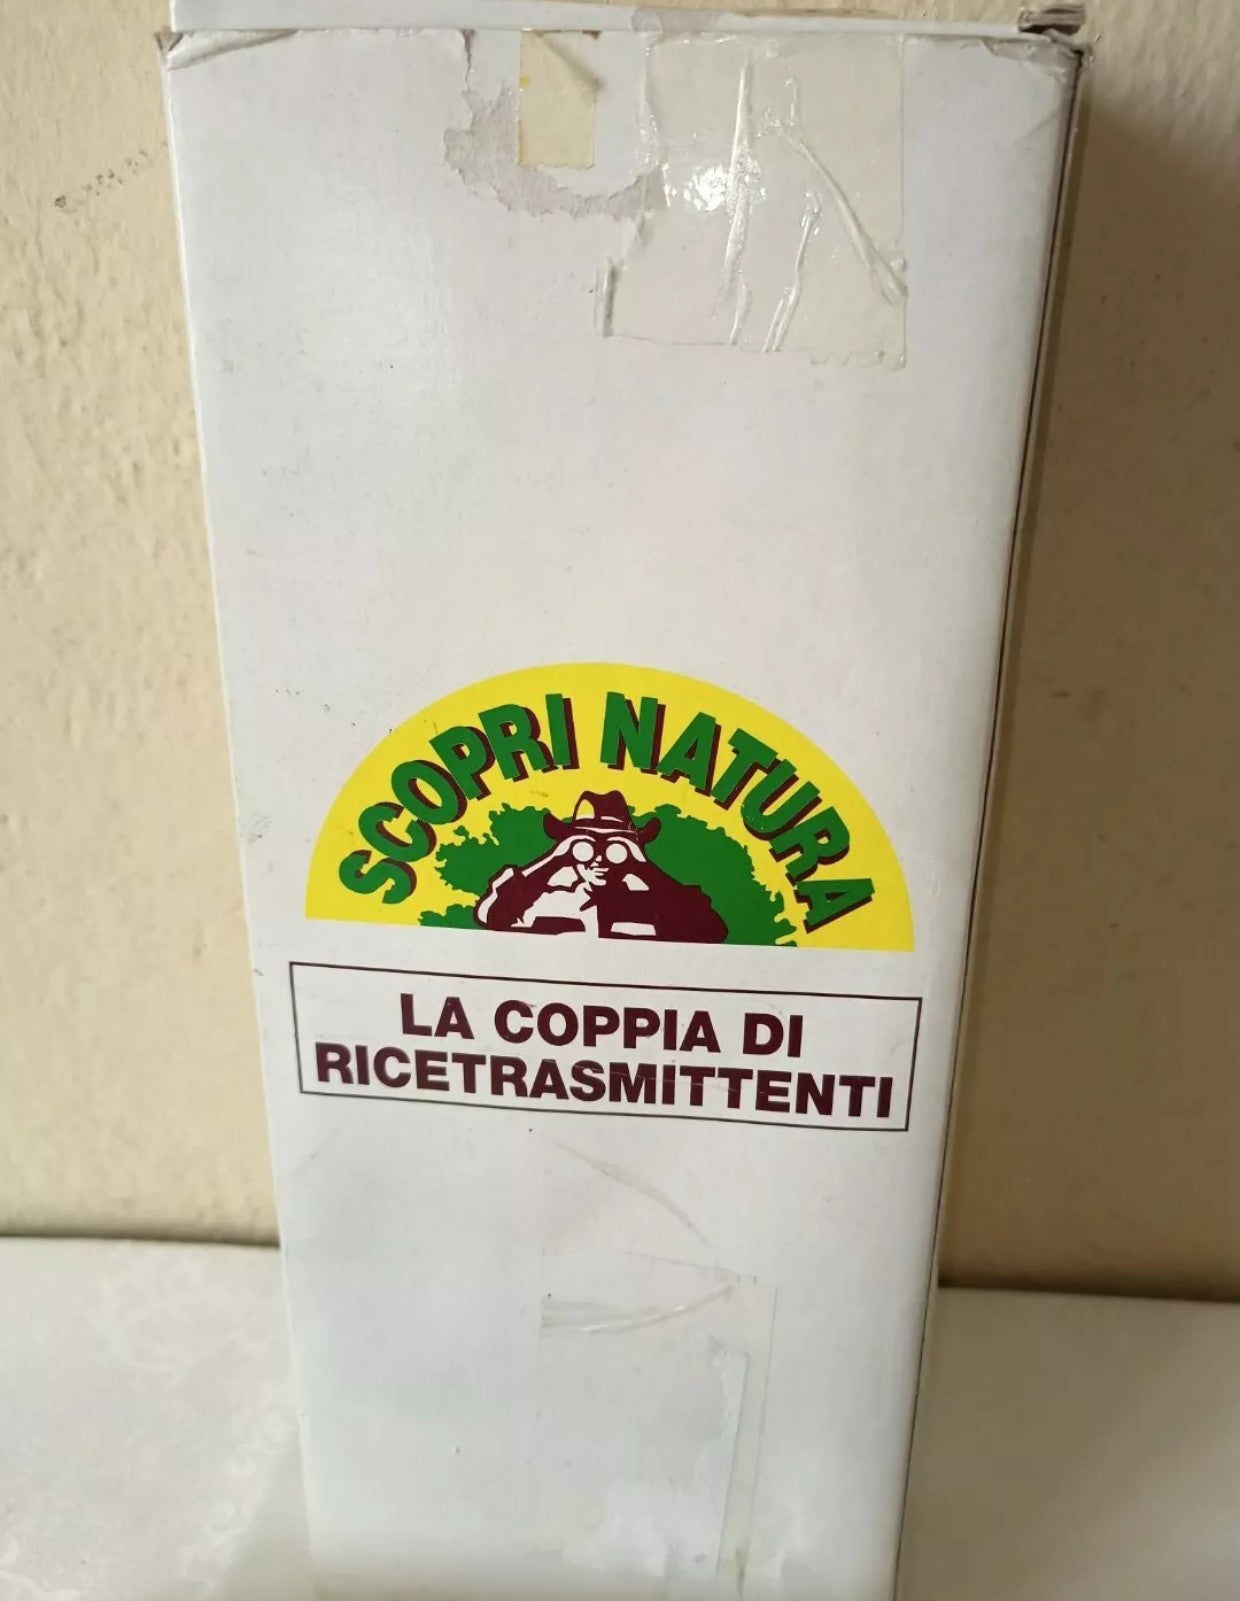 SCOPRI NATURA
LA COPPIA DI
RICETRASMITTENTI